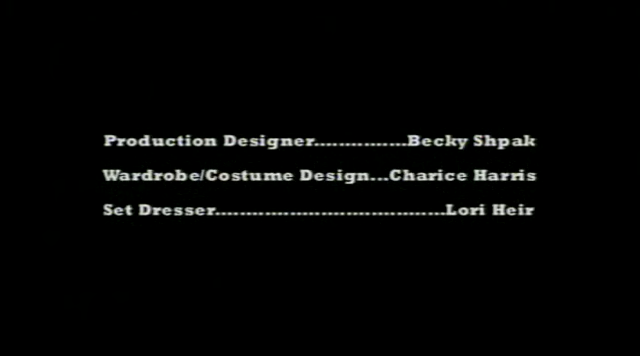 Production Designer................Becky Shpak
Wardrobe/Costume Design...Charice Harris
Set Dresser.......................................Lori Heir